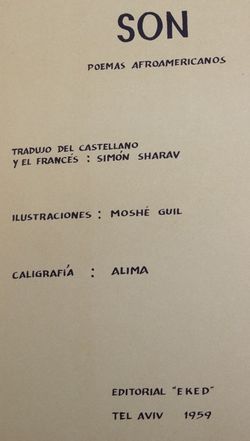 SON
POEMAS AFROAMERICANOS
TRADUJO DEL CASTELLANO
Y EL FRANCÉS : SIMÓN SHARAV
ILUSTRACIONES : MOSHÉ GUIL
CALIGRAFÍA : ALIMA
EDITORIAL "EKED"
TEL AVIV 1959